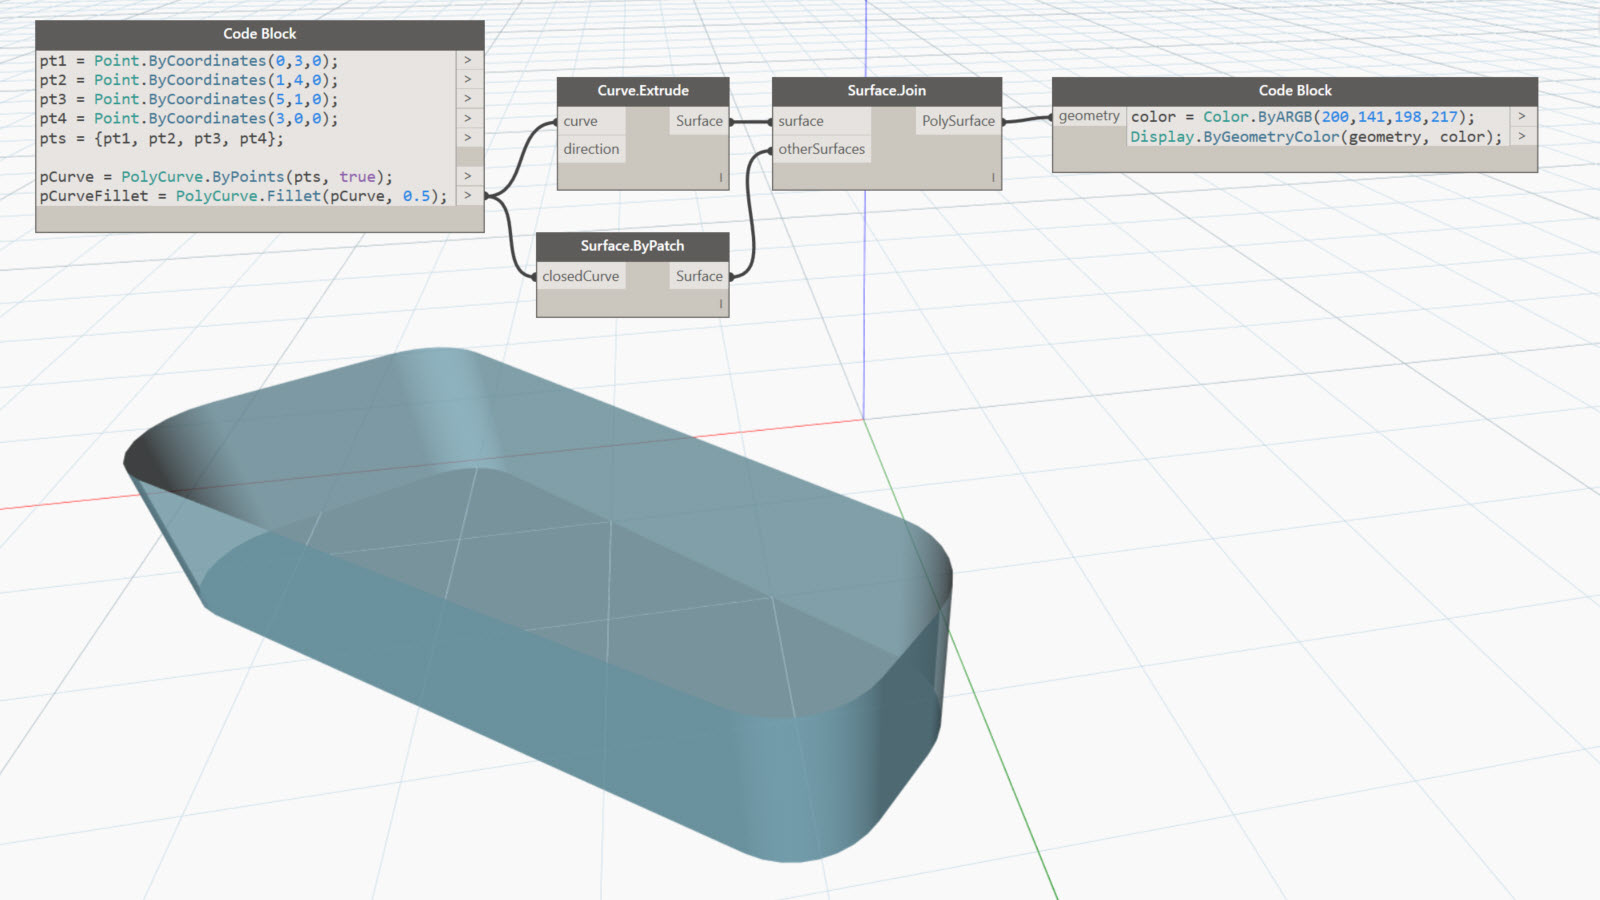 Code Block
pt1 = Point.ByCoordinates(0,3,0); >
pt2 = Point.ByCoordinates(1,4,0); >
pt3 = Point.ByCoordinates(5,1,0); >
pt4 = Point.ByCoordinates(3,0,0); >
pts = {pt1, pt2, pt3, pt4}; >
pCurve = PolyCurve.ByPoints(pts, true); >
pCurveFillet = PolyCurve.Fillet(pCurve, 0.5); >
Curve.Extrude
curve Surface
direction
I
Surface.ByPatch
closedCurve Surface
I
Surface.Join
surface PolySurface
otherSurfaces
I
Code Block
geometry color = Color.ByARGB(200,141,198,217); >
Display.ByGeometryColor(geometry, color); >